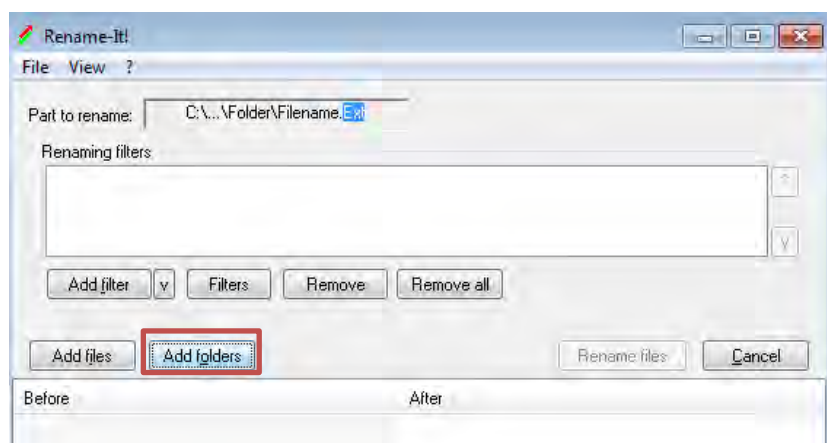 Rename-It!
File View ?
Part to rename: C:\...\Folder\Filename.Ext
Renaming filters
Add filter v Filters Remove Remove all
Add files Add folders Rename files Cancel
Before After